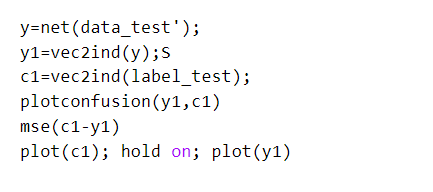 y=net(data_test');
y1=vec2ind(y);S
c1=vec2ind(label_test);
plotconfusion(y1,c1)
mse(c1-y1)
plot(c1); hold on; plot(y1)